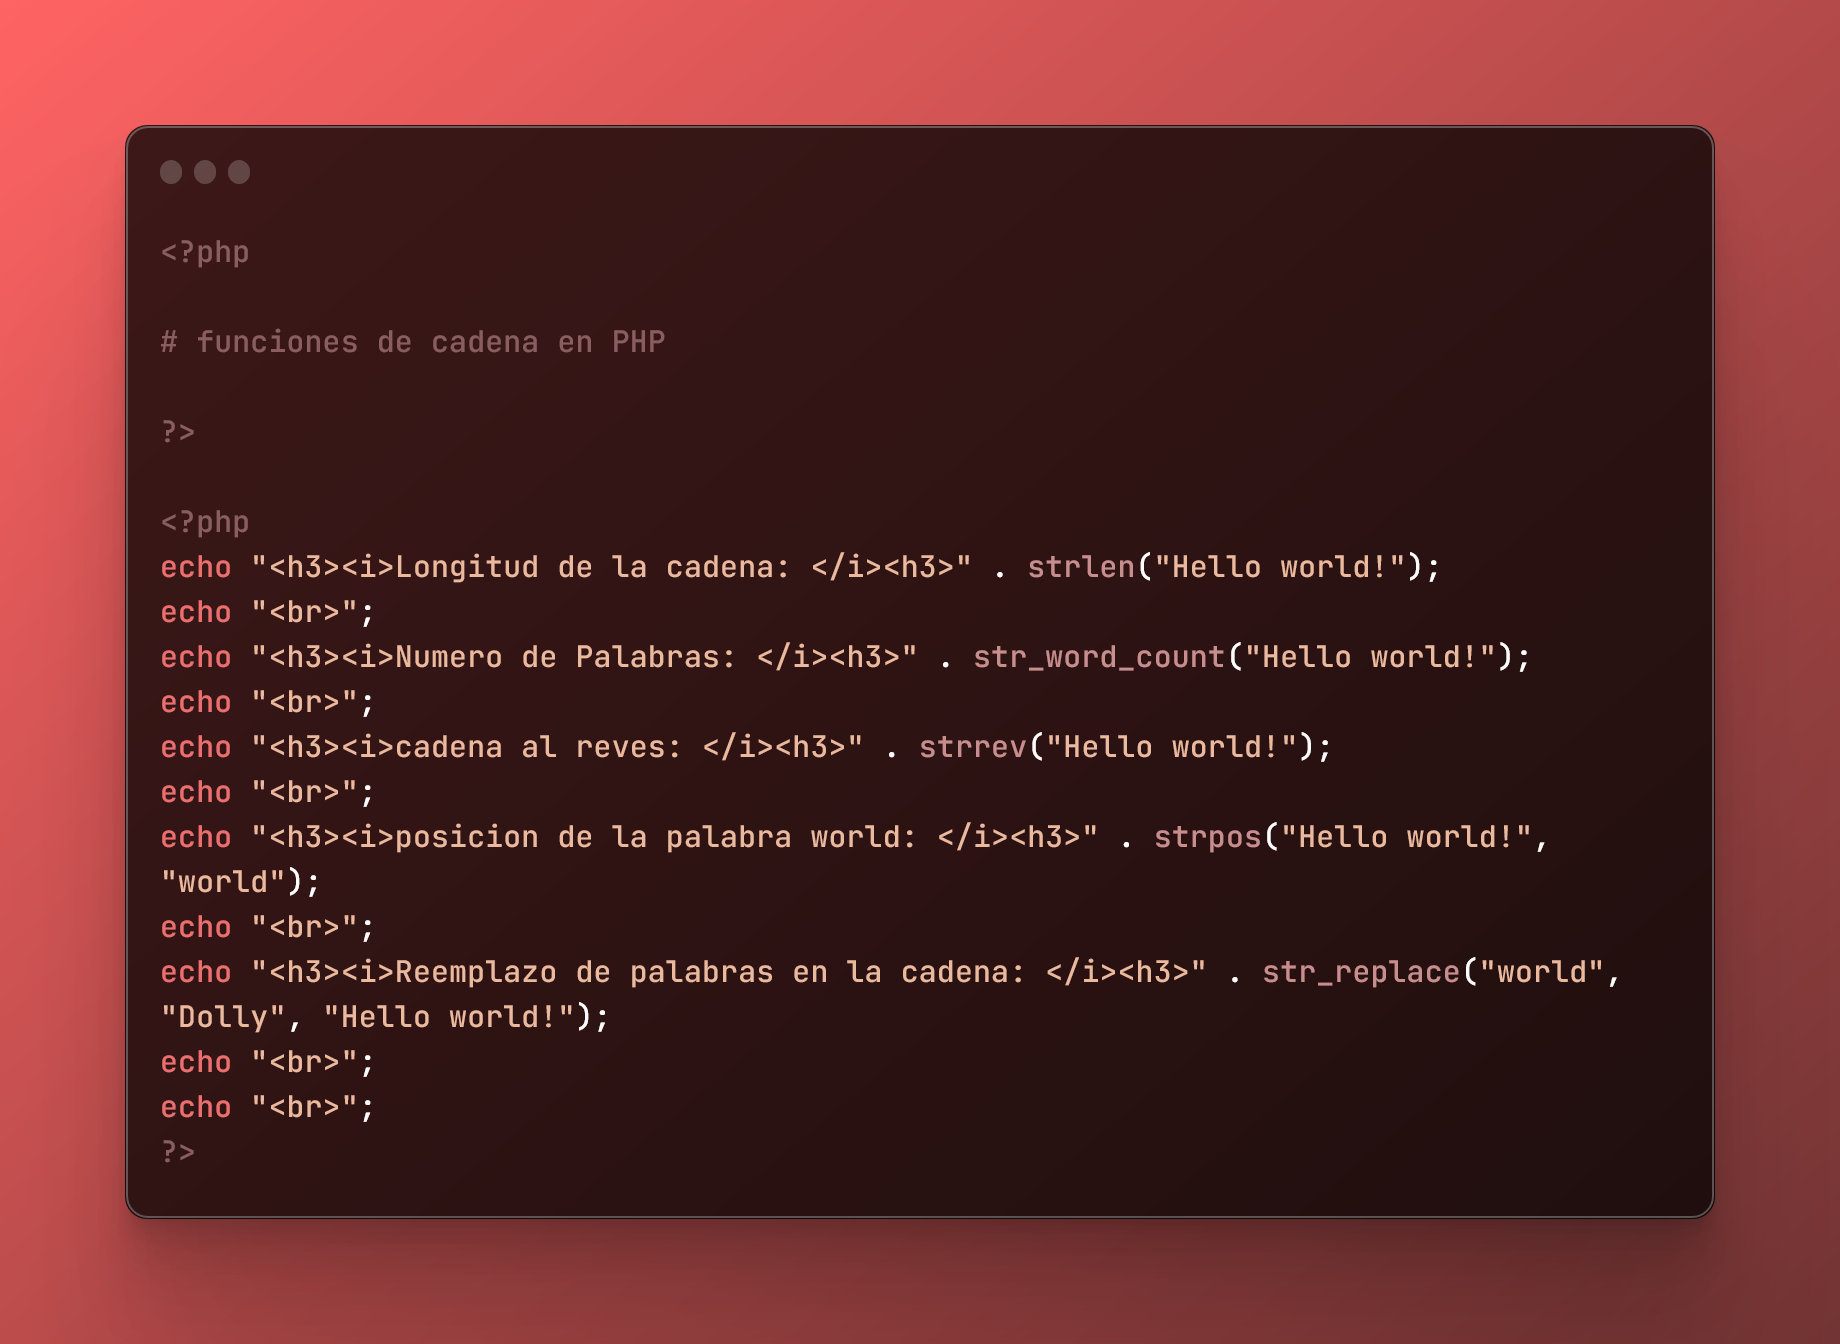 <?php

# funciones de cadena en PHP

?>

<?php
echo "<h3><i>Longitud de la cadena: </i><h3>" . strlen("Hello world!");
echo "<br>";
echo "<h3><i>Numero de Palabras: </i><h3>" . str_word_count("Hello world!");
echo "<br>";
echo "<h3><i>cadena al reves: </i><h3>" . strrev("Hello world!");
echo "<br>";
echo "<h3><i>posicion de la palabra world: </i><h3>" . strpos("Hello world!",
"world");
echo "<br>";
echo "<h3><i>Reemplazo de palabras en la cadena: </i><h3>" . str_replace("world",
"Dolly", "Hello world!");
echo "<br>";
echo "<br>";
?>